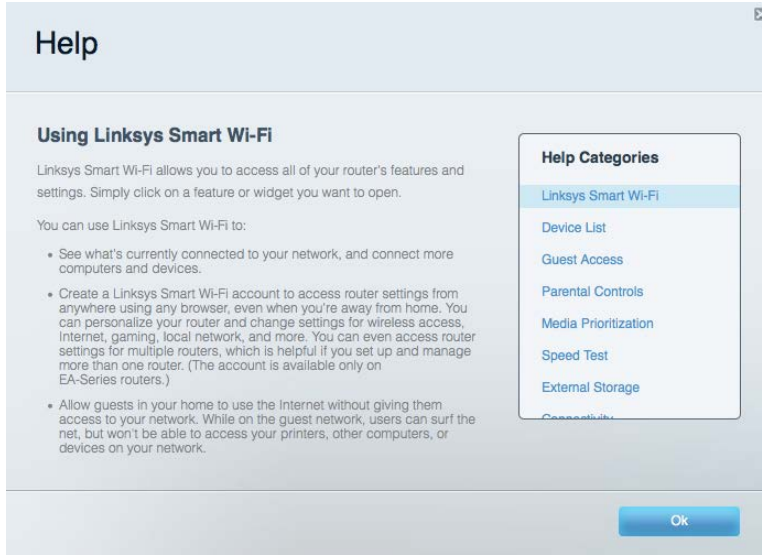 Help
Using Linksys Smart Wi-Fi
Linksys Smart Wi-Fi allows you to access all of your router's features and
settings. Simply click on a feature or widget you want to open.
You can use Linksys Smart Wi-Fi to:
• See what's currently connected to your network, and connect more
computers and devices.
• Create a Linksys Smart Wi-Fi account to access router settings from
anywhere using any browser, even when you're away from home. You
can personalize your router and change settings for wireless access,
Internet, gaming, local network, and more. You can even access router
settings for multiple routers, which is helpful if you set up and manage
more than one router. (The account is available only on
EA-Series routers.)
• Allow guests in your home to use the Internet without giving them
access to your network. While on the guest network, users can surf the
net, but won't be able to access your printers, other computers, or
devices on your network.
Help Categories
Linksys Smart Wi-Fi
Device List
Guest Access
Parental Controls
Media Prioritization
Speed Test
External Storage
Connectivity
Ok